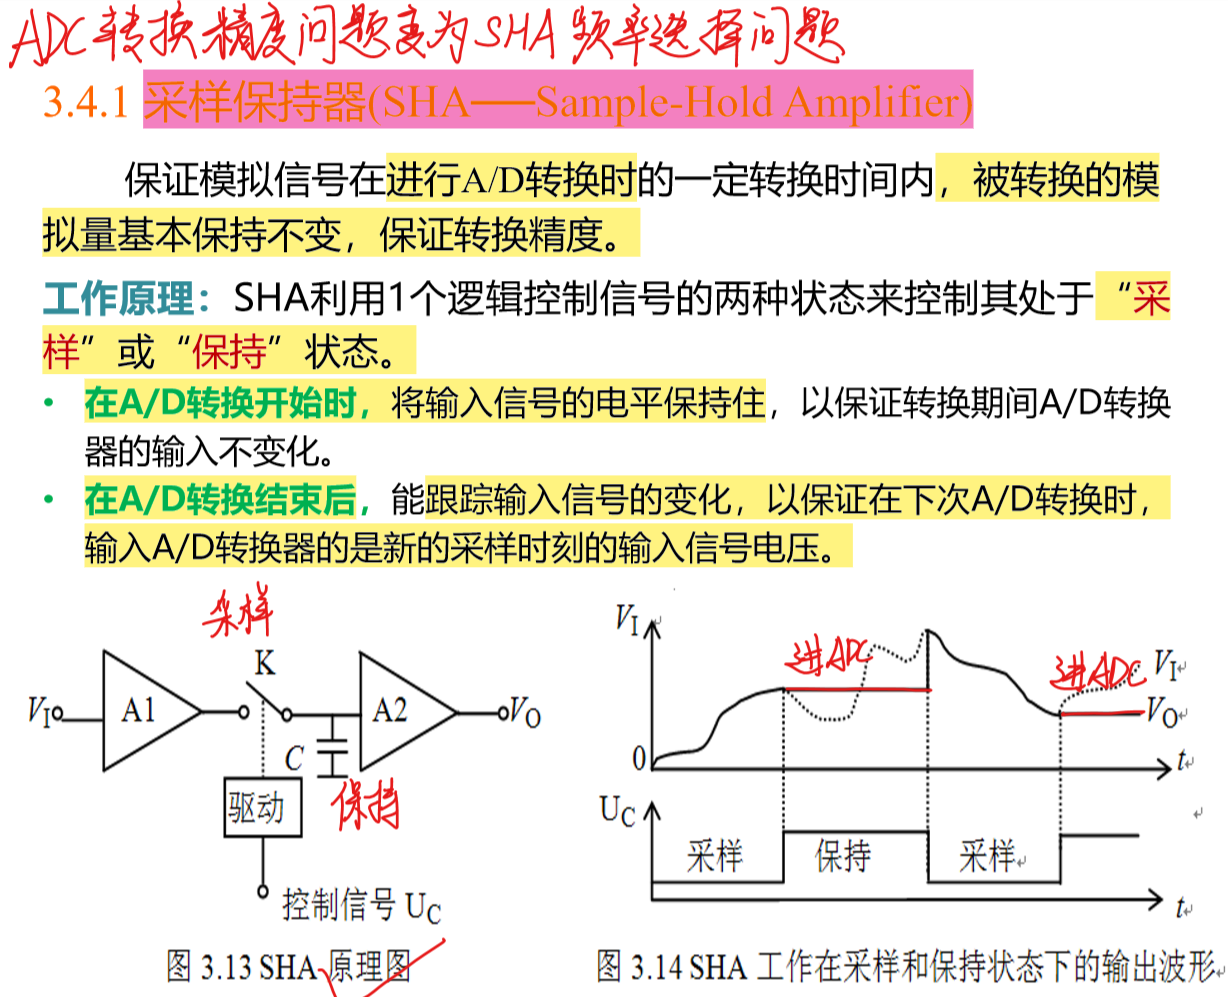 ADC转换精度问题变为SHA频率选择问题
3.4.1 采样保持器(SHA——Sample-Hold Amplifier)
保证模拟信号在进行A/D转换时的一定转换时间内，被转换的模
拟量基本保持不变，保证转换精度。
工作原理：SHA利用1个逻辑控制信号的两种状态来控制其处于“采
样”或“保持”状态。
• 在A/D转换开始时，将输入信号的电平保持住，以保证转换期间A/D转换
器的输入不变化。
• 在A/D转换结束后，能跟踪输入信号的变化，以保证在下次A/D转换时，
输入A/D转换器的是新的采样时刻的输入信号电压。
采样
K
VI
A1
A2
VO
C
保持
驱动
控制信号 UC
图 3.13 SHA 原理图
VI
进ADC
进ADC
VI
VO
0
t
UC
采样
保持
采样
t
图 3.14 SHA 工作在采样和保持状态下的输出波形